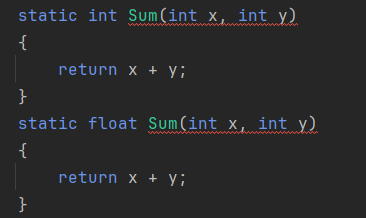 static int Sum(int x, int y)
{
    return x + y;
}
static float Sum(int x, int y)
{
    return x + y;
}